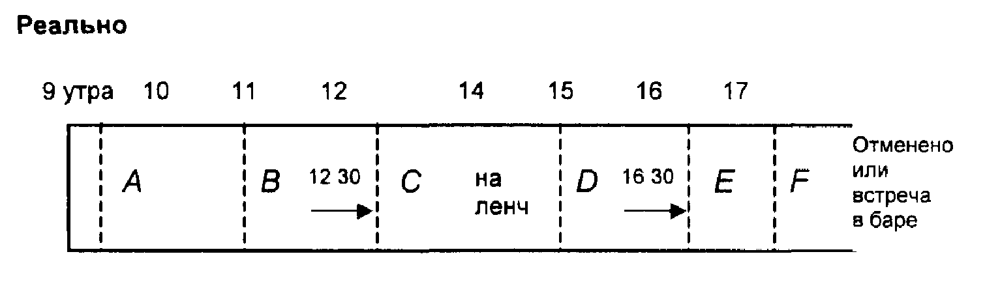 Реально
9 утра 10 11 12 14 15 16 17
A B 12 30 C на ленч D 16 30 E F
Отменено
или
встреча
в баре